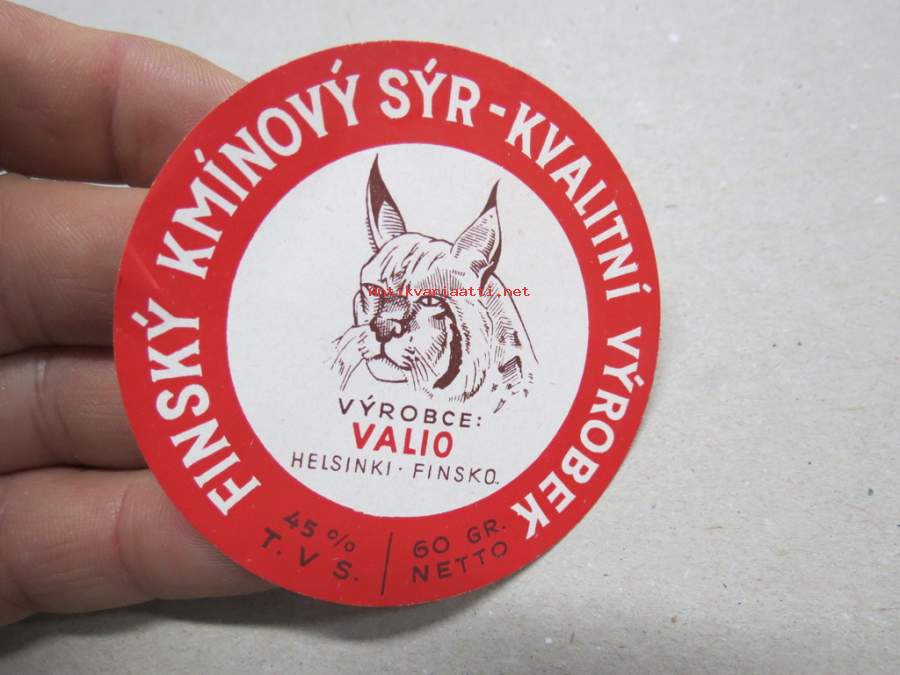 FINSKÝ KMÍNOVÝ SÝR - KVALITNÍ VÝROBEK
Antikvariaatti.net
VÝROBCE:
VALIO
HELSINKI · FINSKO.
45 %
T. V S.
60 GR.
NETTO